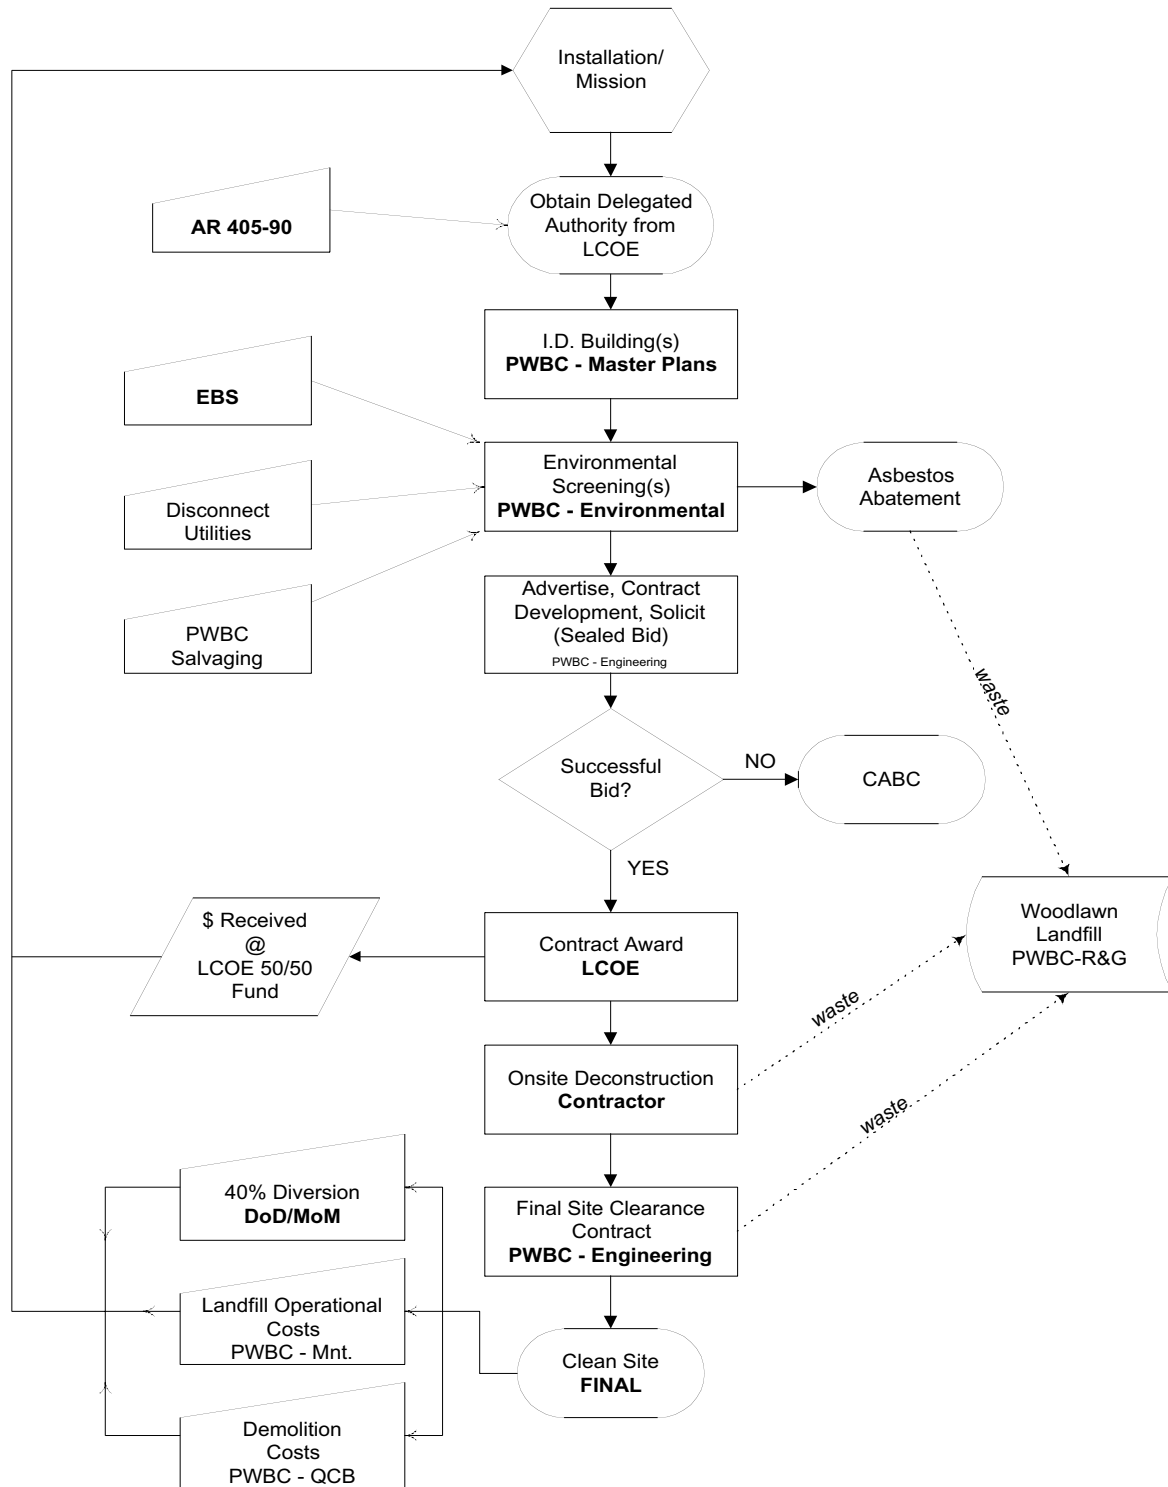 Installation/
Mission
AR 405-90
Obtain Delegated
Authority from
LCOE
I.D. Building(s)
PWBC - Master Plans
EBS
Environmental
Screening(s)
PWBC - Environmental
Asbestos
Abatement
Disconnect
Utilities
PWBC
Salvaging
Advertise, Contract
Development, Solicit
(Sealed Bid)
PWBC - Engineering
waste
Successful
Bid?
NO
CABC
YES
$ Received
@
LCOE 50/50
Fund
Contract Award
LCOE
Woodlawn
Landfill
PWBC-R&G
waste
Onsite Deconstruction
Contractor
waste
40% Diversion
DoD/MoM
Final Site Clearance
Contract
PWBC - Engineering
Landfill Operational
Costs
PWBC - Mnt.
Clean Site
FINAL
Demolition
Costs
PWBC - QCB